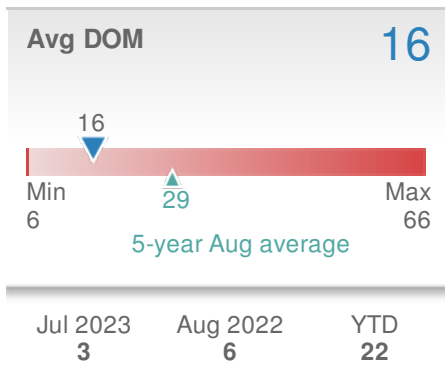 Avg DOM 16
16
Min Max
6 29 66
5-year Aug average
Jul 2023 Aug 2022 YTD
3 6 22